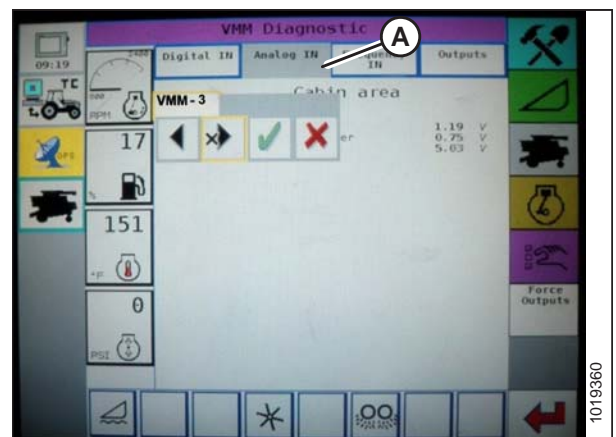 VMM Diagnostic
A
09:19
Digital IN
Analog IN
IN
Outputs
TC
RPM
Cabin area
VMM - 3
er
1.19 V
0.75 V
5.03 V
GPS
17
%
151
°F
0
PSI
Force
Outputs
1019360